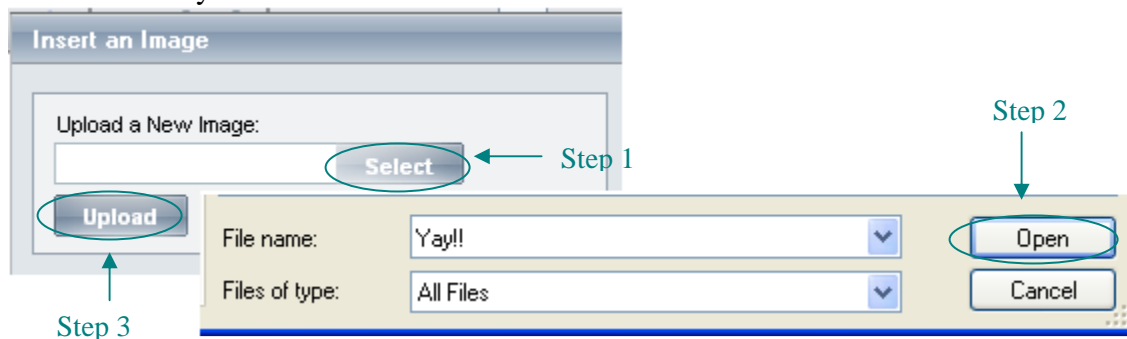 Insert an Image
Upload a New Image:
Step 2
Select
Step 1
Upload
File name:
Yay!!
Open
Files of type:
All Files
Cancel
Step 3